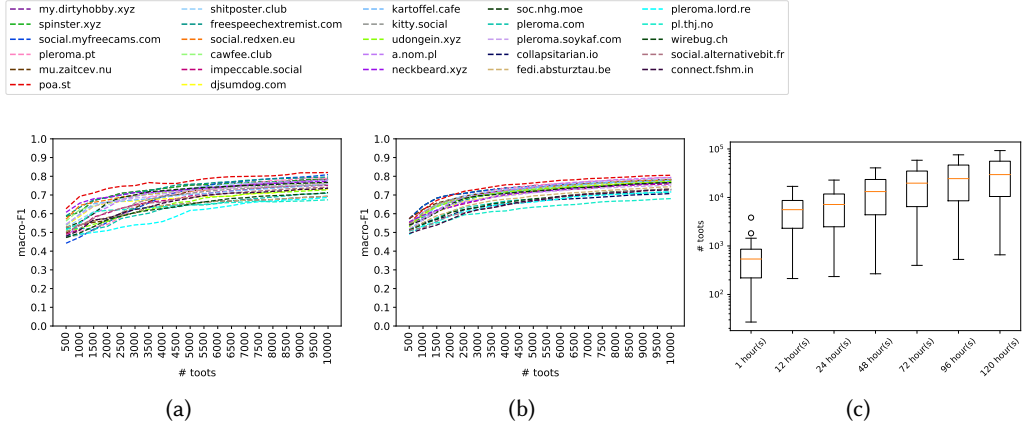 my.dirtyhobby.xyz
spinster.xyz
social.myfreecams.com
pleroma.pt
mu.zaitcev.nu
poa.st
shitposter.club
freespeechextremist.com
social.redxen.eu
cawfee.club
impeccable.social
djsumdog.com
kartoffel.cafe
kitty.social
udongein.xyz
a.nom.pl
neckbeard.xyz
soc.nhg.moe
pleroma.com
pleroma.soykaf.com
collapsitarian.io
fedi.absturztau.be
pleroma.lord.re
pl.thj.no
wirebug.ch
social.alternativebit.fr
connect.fshm.in
macro-F1
1.0
0.9
0.8
0.7
0.6
0.5
0.4
0.3
0.2
0.1
0.0
500 1000 1500 2000 2500 3000 3500 4000 4500 5000 5500 6000 6500 7000 7500 8000 8500 9000 9500 10000
# toots
(a)
macro-F1
1.0
0.9
0.8
0.7
0.6
0.5
0.4
0.3
0.2
0.1
0.0
500 1000 1500 2000 2500 3000 3500 4000 4500 5000 5500 6000 6500 7000 7500 8000 8500 9000 9500 10000
# toots
(b)
# toots
10⁵
10⁴
10³
10²
1 hour(s) 12 hour(s) 24 hour(s) 48 hour(s) 72 hour(s) 96 hour(s) 120 hour(s)
(c)